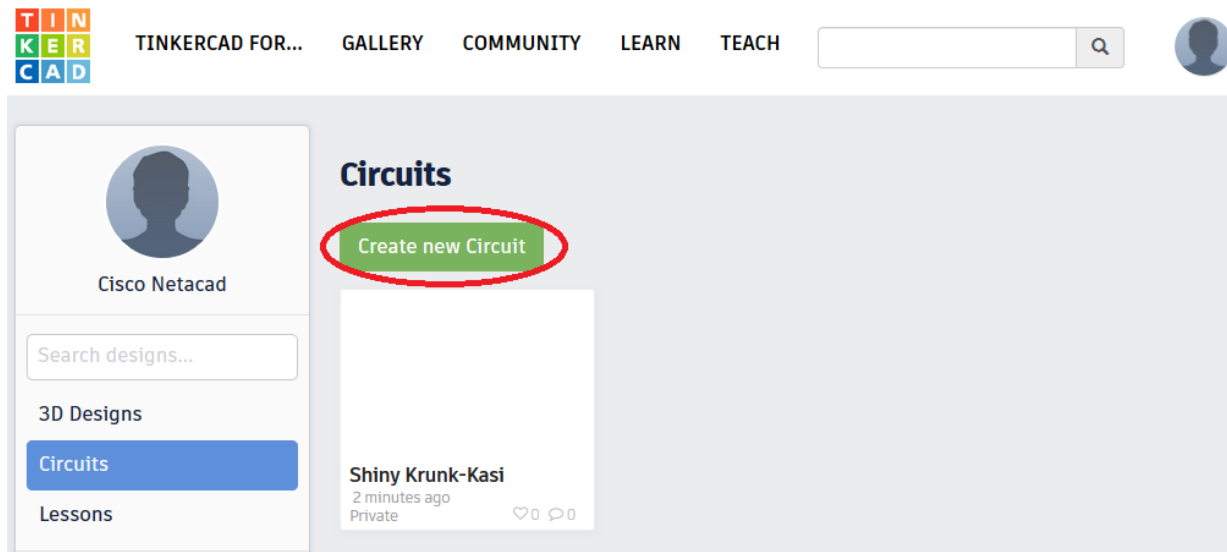 TIN
KER
CAD
TINKERCAD FOR... GALLERY COMMUNITY LEARN TEACH
Cisco Netacad
Search designs...
3D Designs
Circuits
Lessons
Circuits
Create new Circuit
Shiny Krunk-Kasi
2 minutes ago
Private 0 0